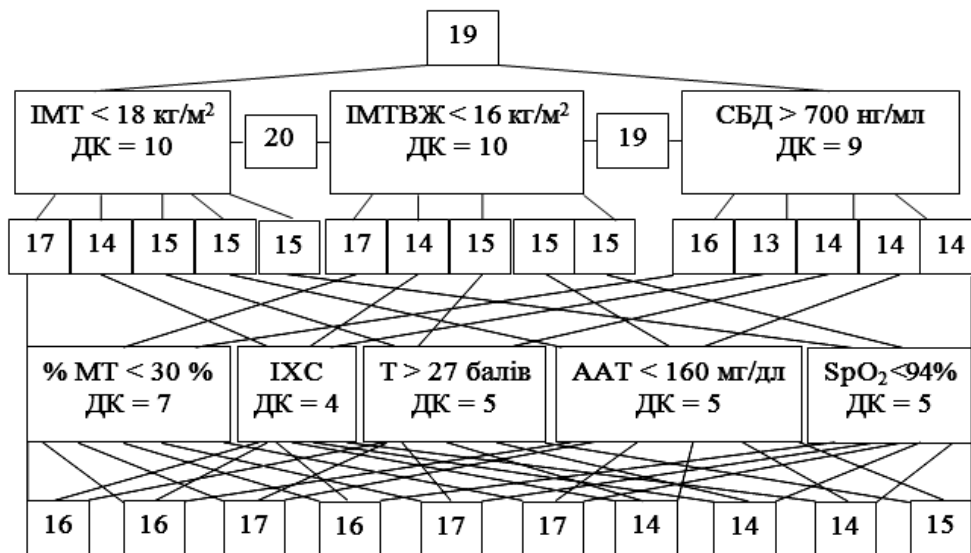 19
ІМТ < 18 кг/м²
ДК = 10
20
ІМТВЖ < 16 кг/м²
ДК = 10
19
СБД > 700 нг/мл
ДК = 9
17 14 15 15 15 17 14 15 15 15 16 13 14 14 14
% МТ < 30 %
ДК = 7
ІХС
ДК = 4
Т > 27 балів
ДК = 5
ААТ < 160 мг/дл
ДК = 5
SpO₂<94%
ДК = 5
16 16 17 16 17 17 14 14 14 15